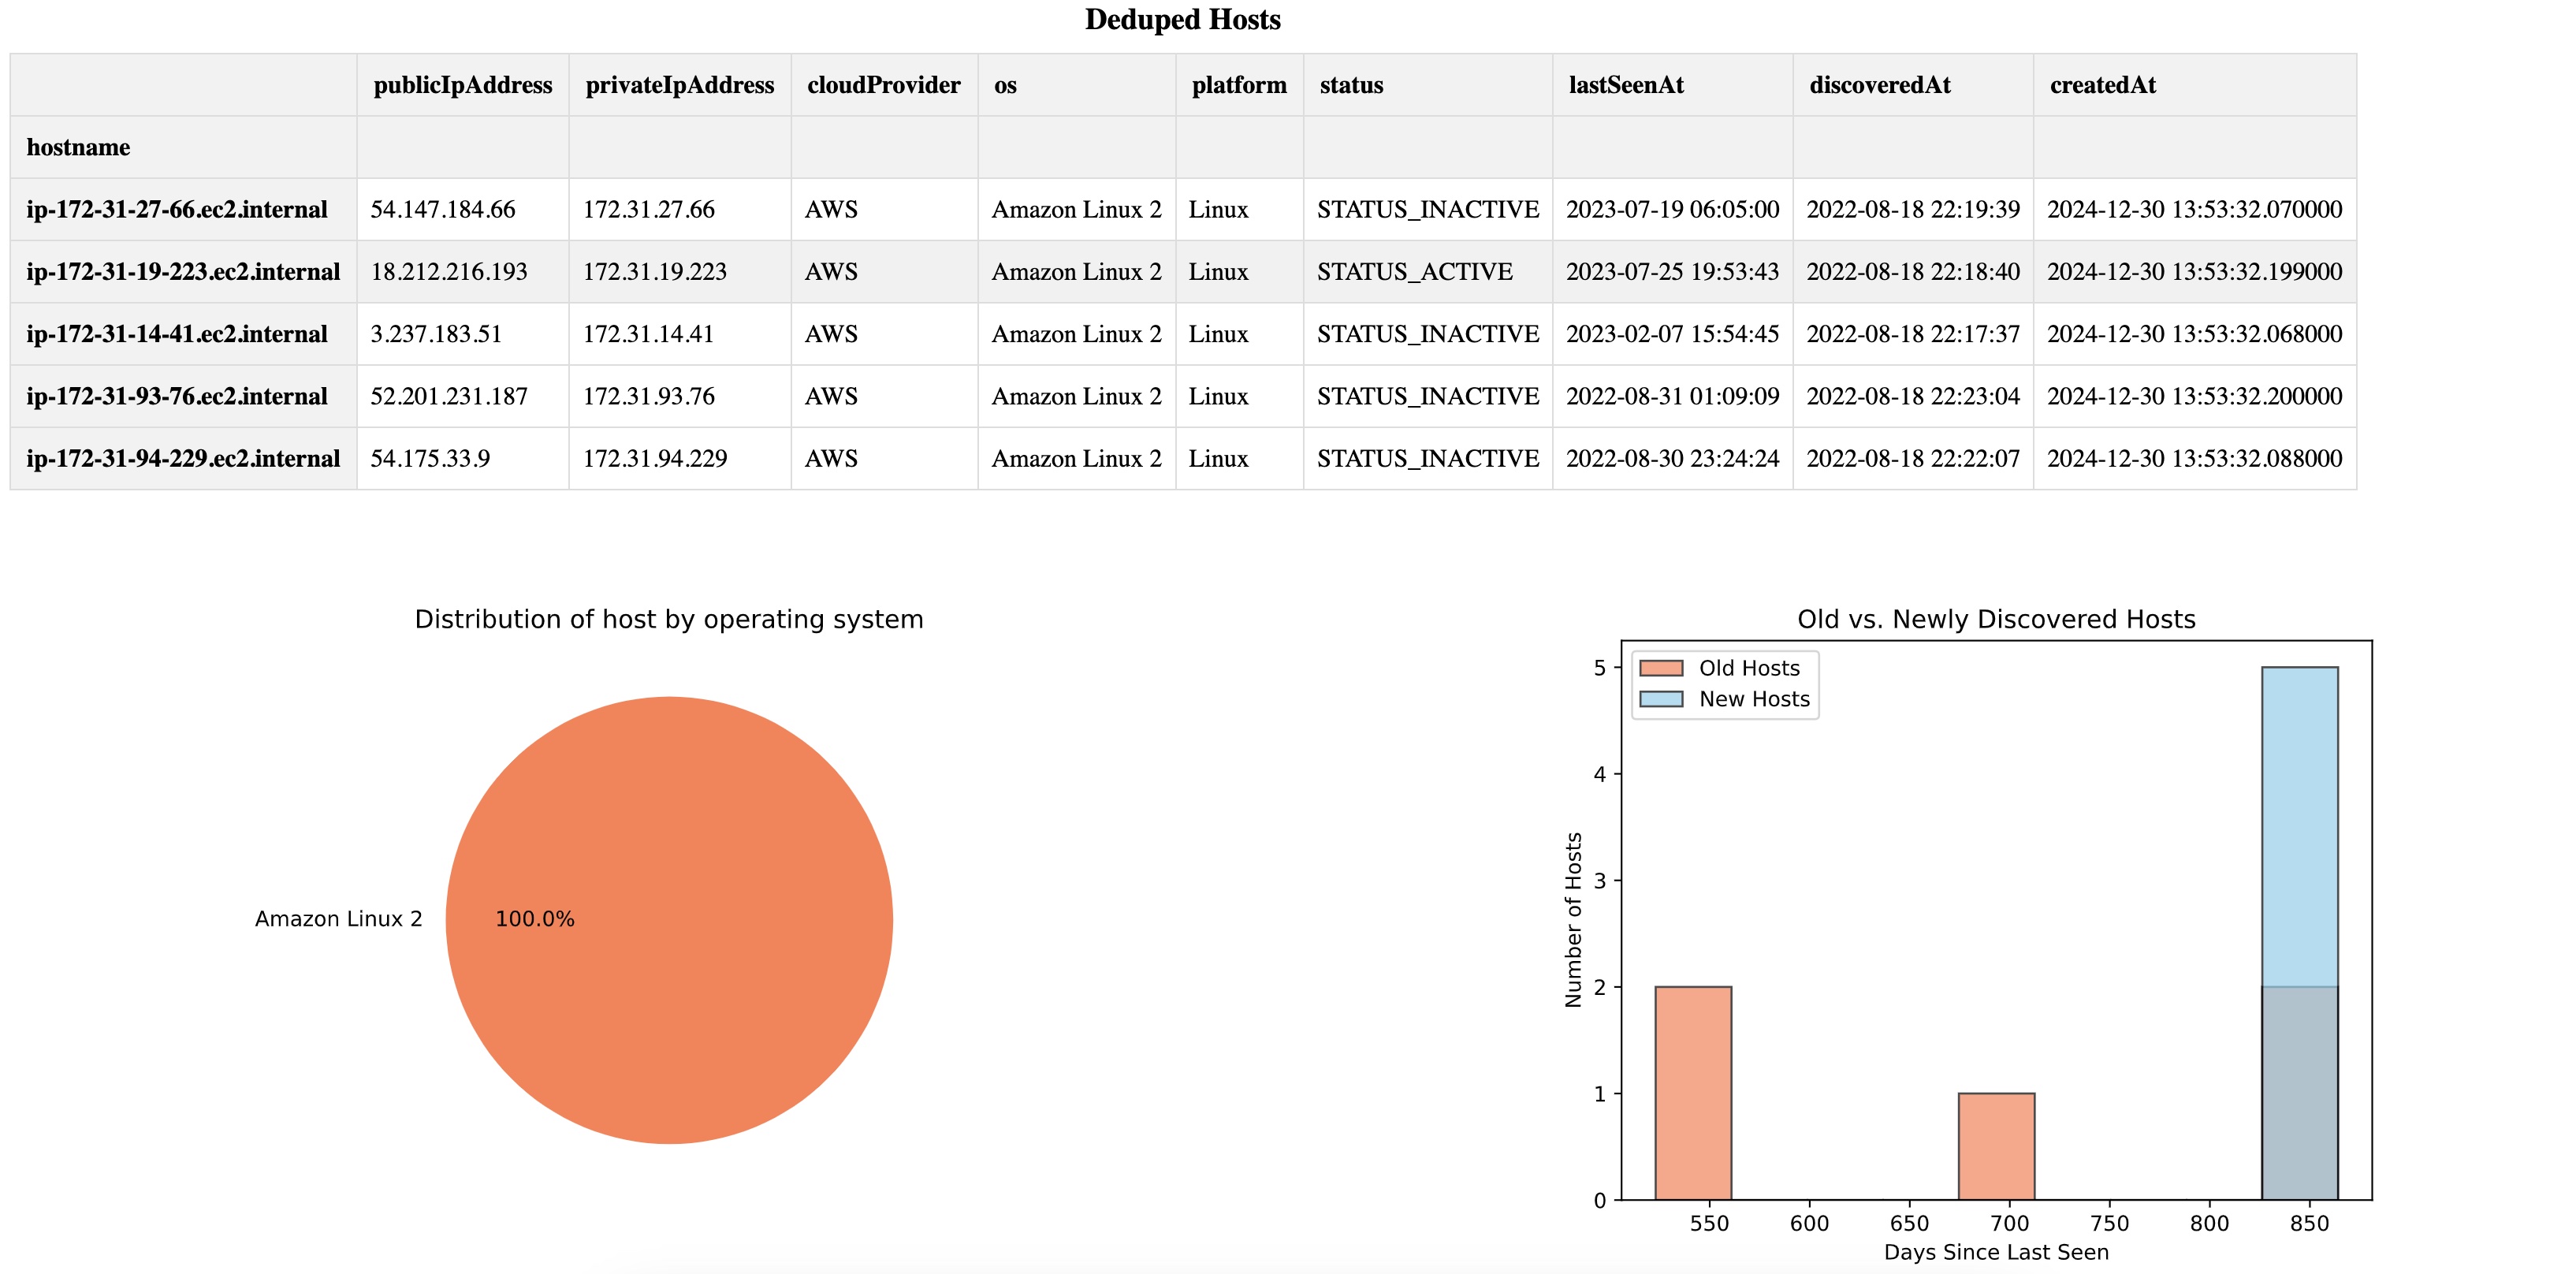 Deduped Hosts
publicIpAddress privateIpAddress cloudProvider os platform status lastSeenAt discoveredAt createdAt
hostname
ip-172-31-27-66.ec2.internal 54.147.184.66 172.31.27.66 AWS Amazon Linux 2 Linux STATUS_INACTIVE 2023-07-19 06:05:00 2022-08-18 22:19:39 2024-12-30 13:53:32.070000
ip-172-31-19-223.ec2.internal 18.212.216.193 172.31.19.223 AWS Amazon Linux 2 Linux STATUS_ACTIVE 2023-07-25 19:53:43 2022-08-18 22:18:40 2024-12-30 13:53:32.199000
ip-172-31-14-41.ec2.internal 3.237.183.51 172.31.14.41 AWS Amazon Linux 2 Linux STATUS_INACTIVE 2023-02-07 15:54:45 2022-08-18 22:17:37 2024-12-30 13:53:32.068000
ip-172-31-93-76.ec2.internal 52.201.231.187 172.31.93.76 AWS Amazon Linux 2 Linux STATUS_INACTIVE 2022-08-31 01:09:09 2022-08-18 22:23:04 2024-12-30 13:53:32.200000
ip-172-31-94-229.ec2.internal 54.175.33.9 172.31.94.229 AWS Amazon Linux 2 Linux STATUS_INACTIVE 2022-08-30 23:24:24 2022-08-18 22:22:07 2024-12-30 13:53:32.088000
Distribution of host by operating system
Amazon Linux 2
100.0%
Old vs. Newly Discovered Hosts
Old Hosts
New Hosts
Number of Hosts
5
4
3
2
1
0
550 600 650 700 750 800 850
Days Since Last Seen